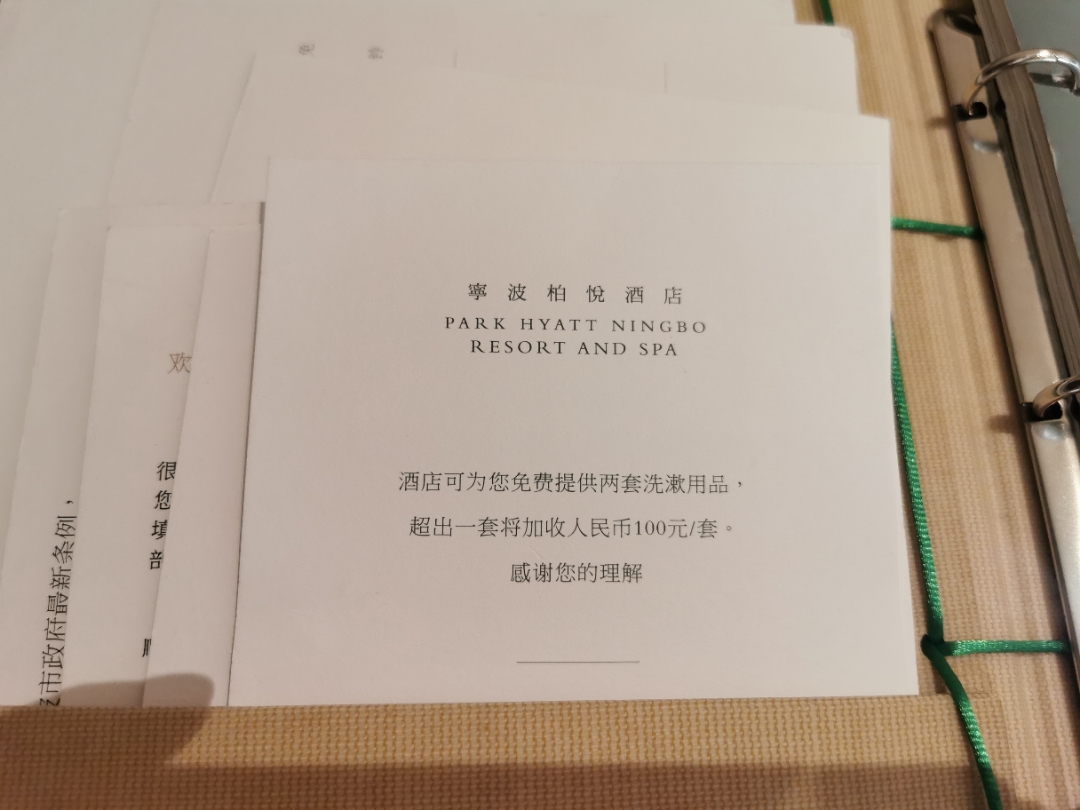 寧波柏悅酒店
PARK HYATT NINGBO
RESORT AND SPA
酒店可为您免费提供两套洗漱用品，
超出一套将加收人民币100元/套。
感谢您的理解
欢
很
您
填
部
市政府最新条例，